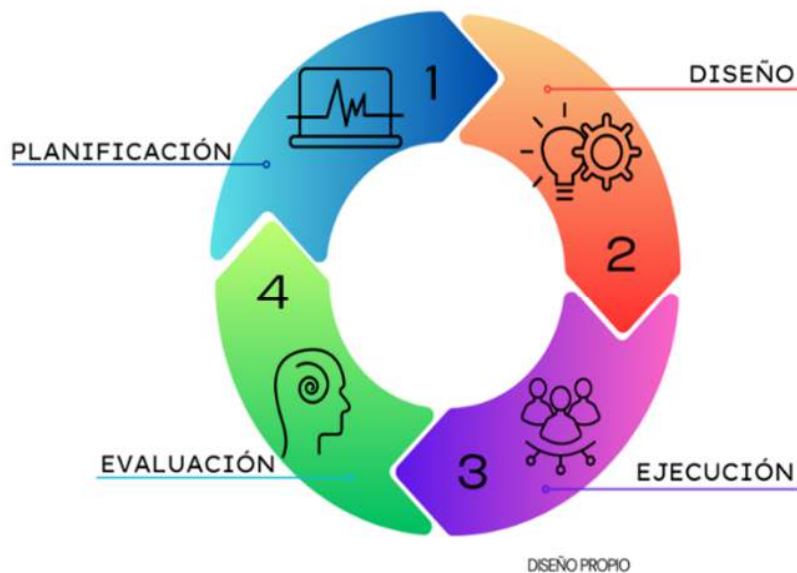 1
DISEÑO
PLANIFICACIÓN
2
4
EVALUACIÓN
3
EJECUCIÓN
DISEÑO PROPIO